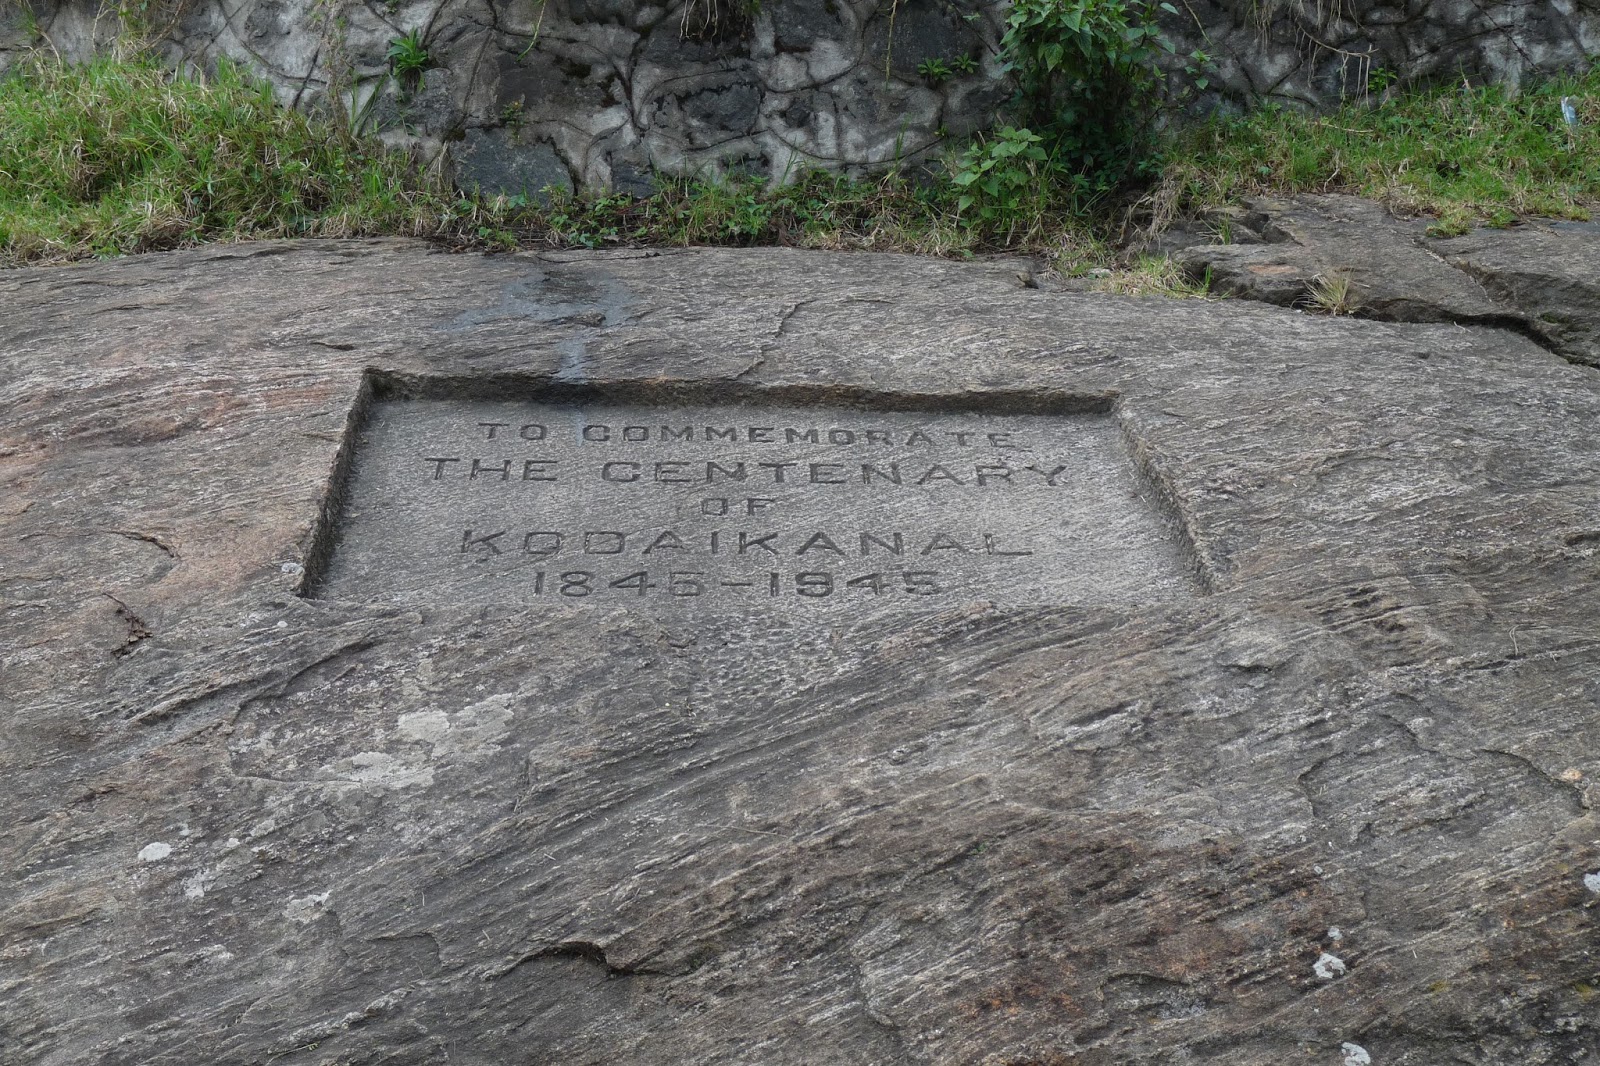 TO COMMEMORATE
THE CENTENARY
OF
KODAIKANAL
1845-1945